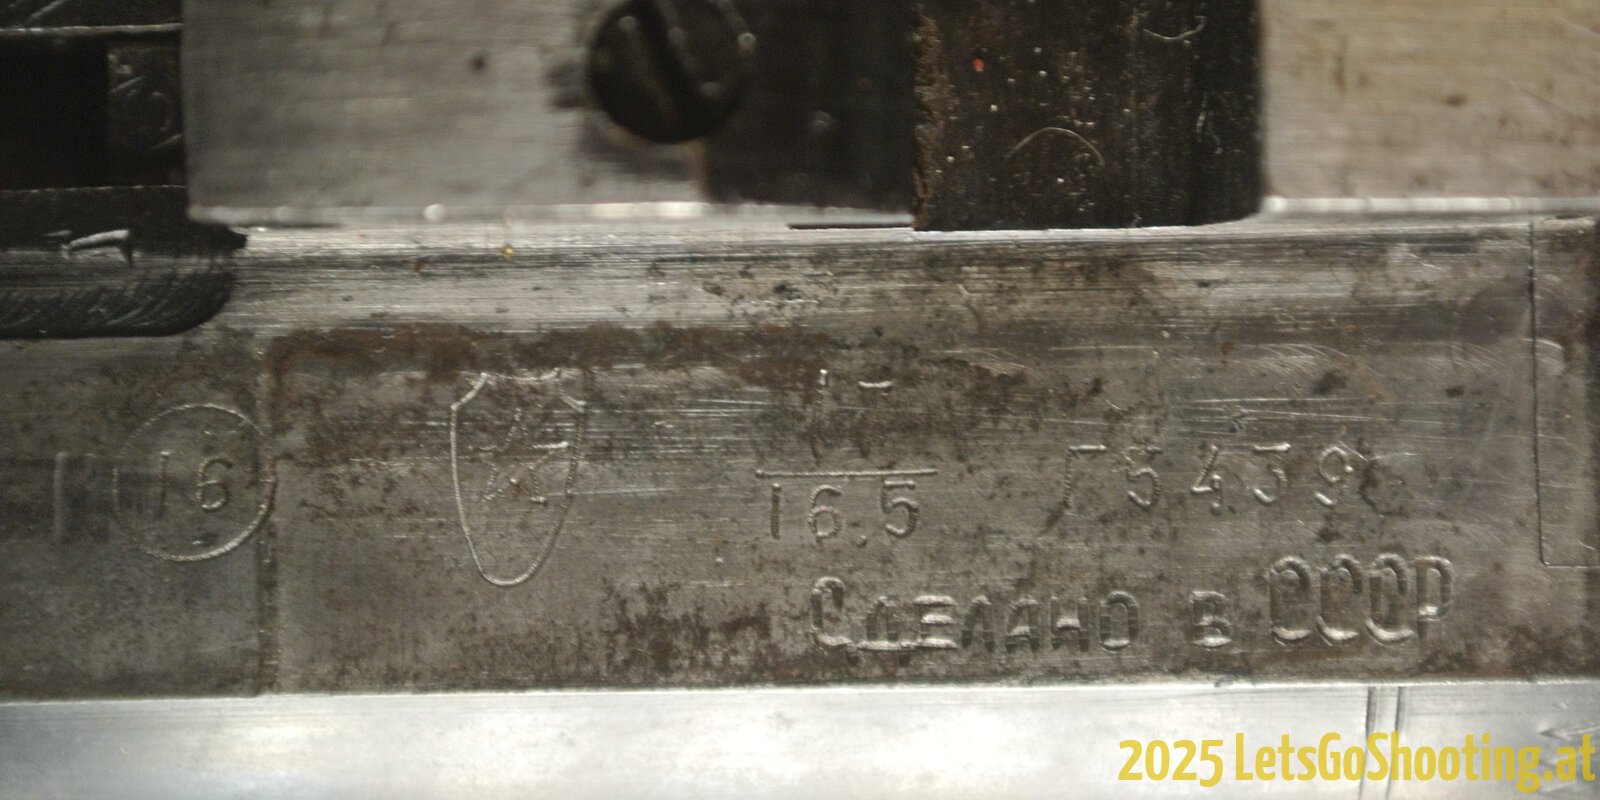 16
16.5
Г5439
Сделано в СССР
2025 LetsGoShooting.at